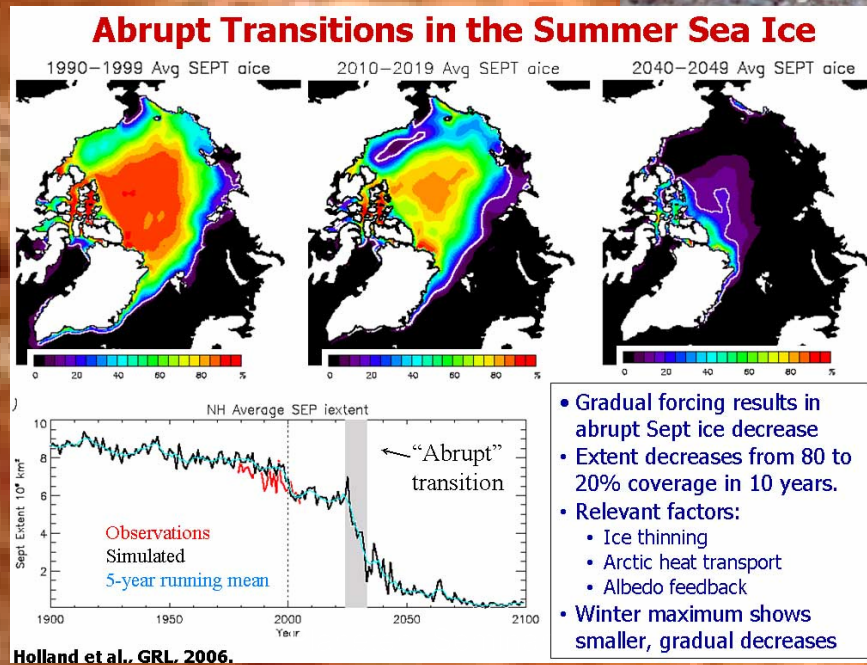 Abrupt Transitions in the Summer Sea Ice
1990-1999 Avg SEPT aice
2010-2019 Avg SEPT aice
2040-2049 Avg SEPT aice
0 20 40 60 80 %
0 20 40 60 80 %
0 20 40 60 80 %
)
NH Average SEP iextent
10
8
6
4
2
Sept Extent 10⁶ km²
"Abrupt"
transition
Observations
Simulated
5-year running mean
1900 1950 2000 2050 2100
Year
• Gradual forcing results in
abrupt Sept ice decrease
• Extent decreases from 80 to
20% coverage in 10 years.
• Relevant factors:
• Ice thinning
• Arctic heat transport
• Albedo feedback
• Winter maximum shows
smaller, gradual decreases
Holland et al., GRL, 2006.